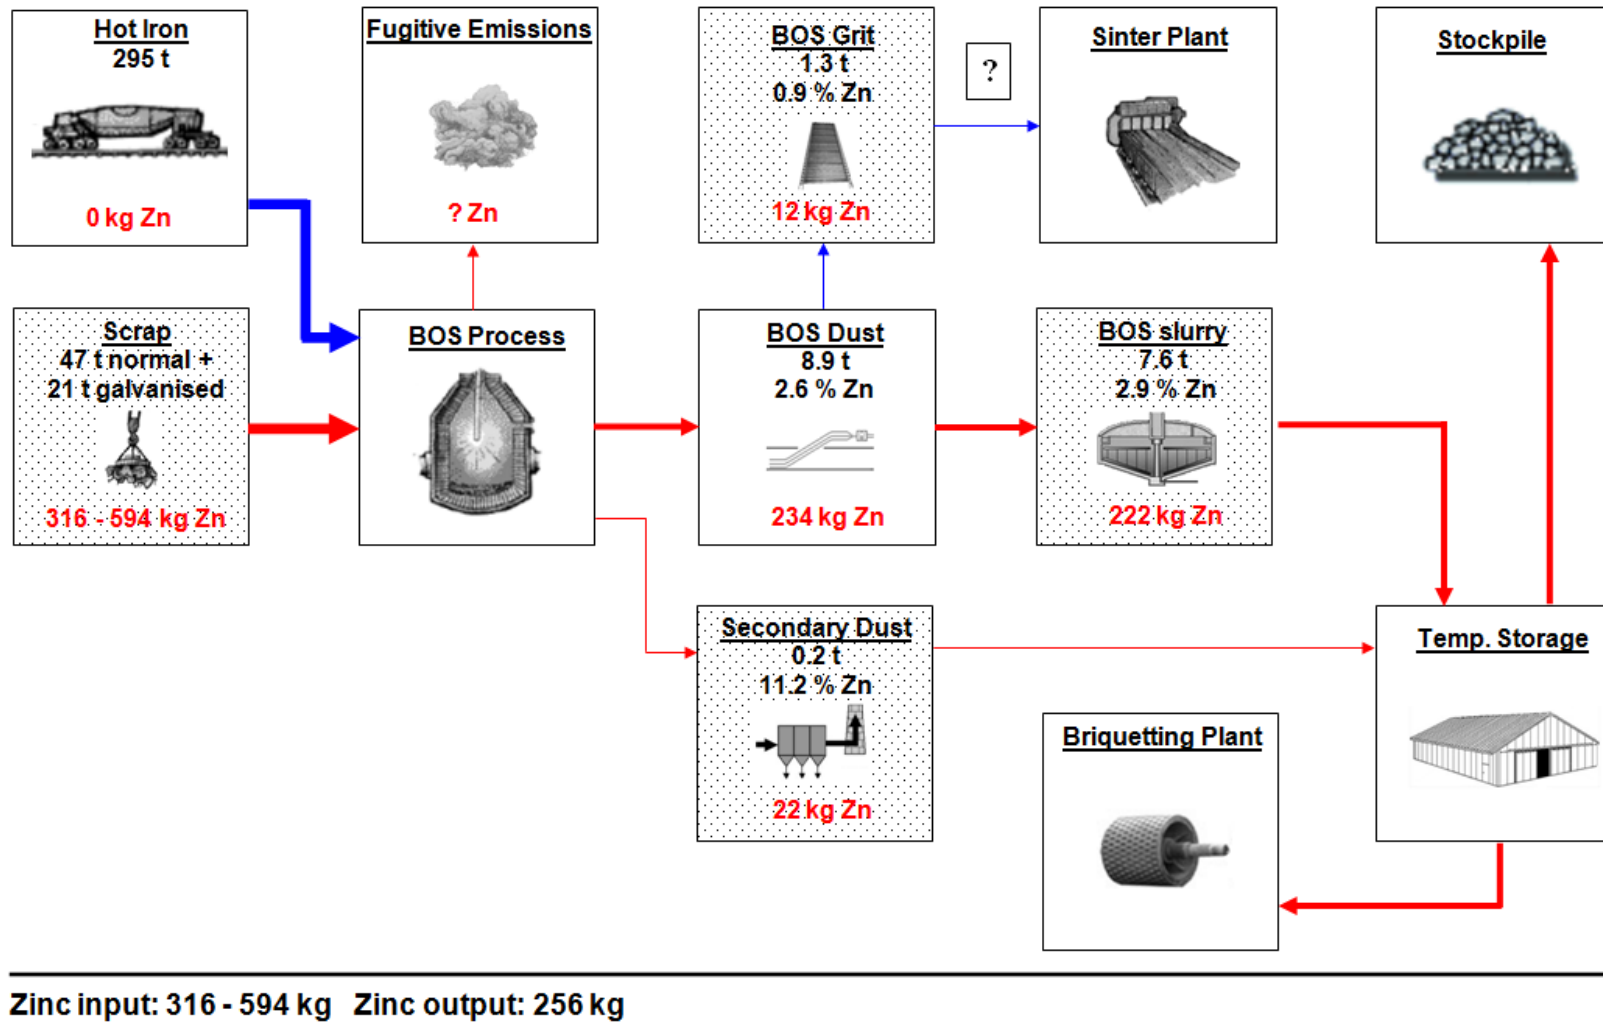 Hot Iron
295 t
0 kg Zn
Fugitive Emissions
? Zn
BOS Grit
1.3 t
0.9 % Zn
12 kg Zn
?
Sinter Plant
Stockpile
Scrap
47 t normal +
21 t galvanised
316 - 594 kg Zn
BOS Process
BOS Dust
8.9 t
2.6 % Zn
234 kg Zn
BOS slurry
7.6 t
2.9 % Zn
222 kg Zn
Secondary Dust
0.2 t
11.2 % Zn
22 kg Zn
Temp. Storage
Briquetting Plant
Zinc input: 316 - 594 kg Zinc output: 256 kg